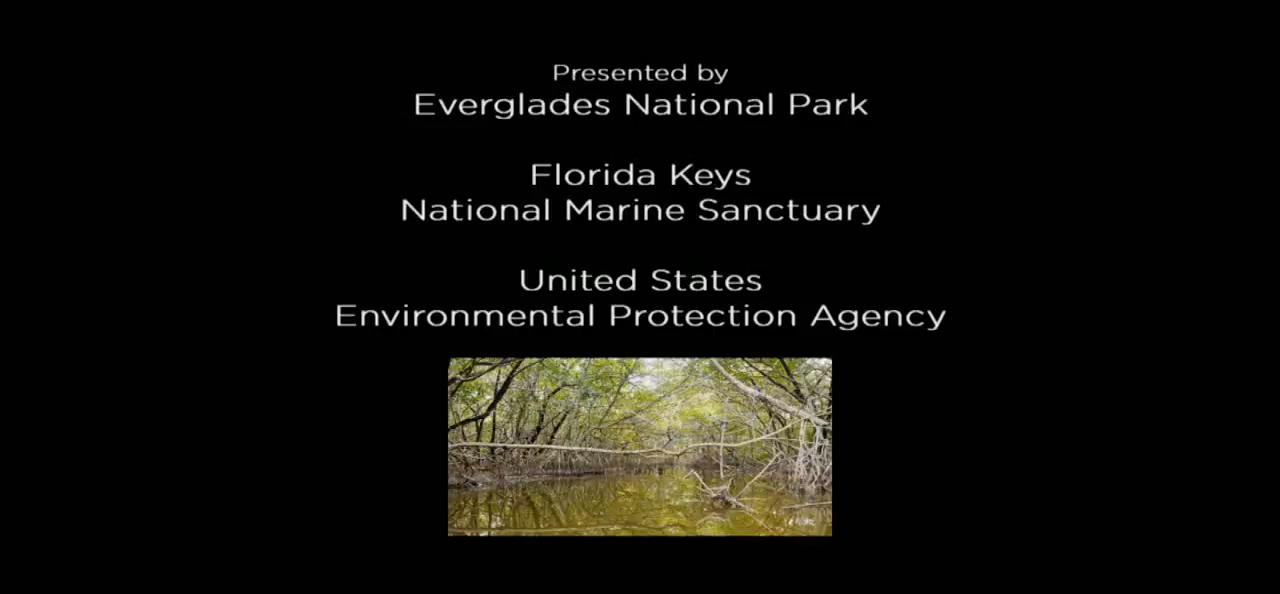 Presented by
Everglades National Park
Florida Keys
National Marine Sanctuary
United States
Environmental Protection Agency